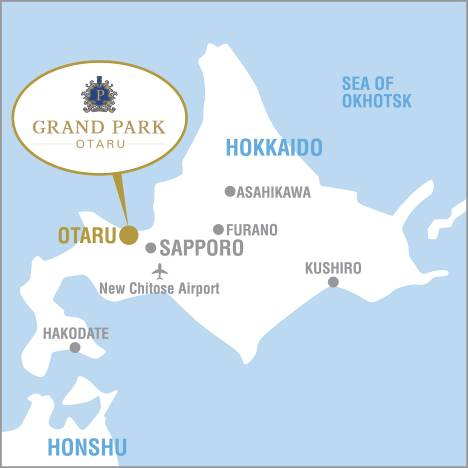 SEA OF
OKHOTSK
P
GRAND PARK
OTARU
HOKKAIDO
ASAHIKAWA
FURANO
OTARU
SAPPORO
KUSHIRO
New Chitose Airport
HAKODATE
HONSHU